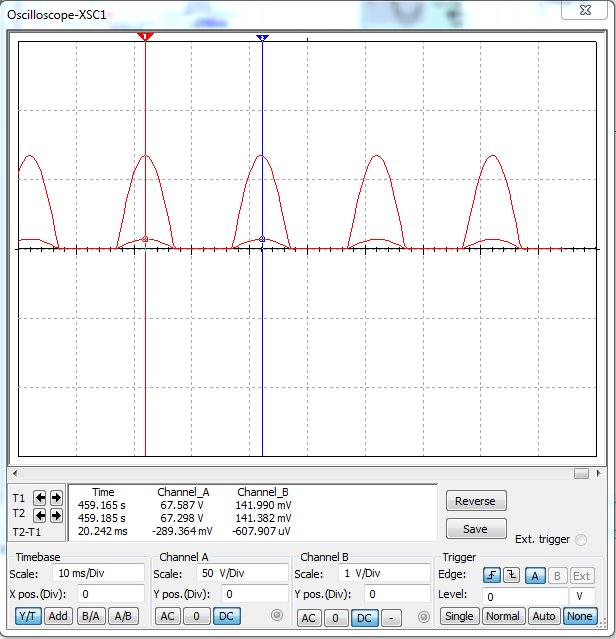 Oscilloscope-XSC1
1
2
T1
T2
T2-T1
Time Channel_A Channel_B
459.165 s 67.587 V 141.990 mV
459.185 s 67.298 V 141.382 mV
20.242 ms -289.364 mV -607.907 uV
Reverse
Save
Ext. trigger
Timebase
Scale: 10 ms/Div
X pos.(Div): 0
Y/T Add B/A A/B
Channel A
Scale: 50 V/Div
Y pos.(Div): 0
AC 0 DC
Channel B
Scale: 1 V/Div
Y pos.(Div): 0
AC 0 DC -
Trigger
Edge: A B Ext
Level: 0 V
Single Normal Auto None